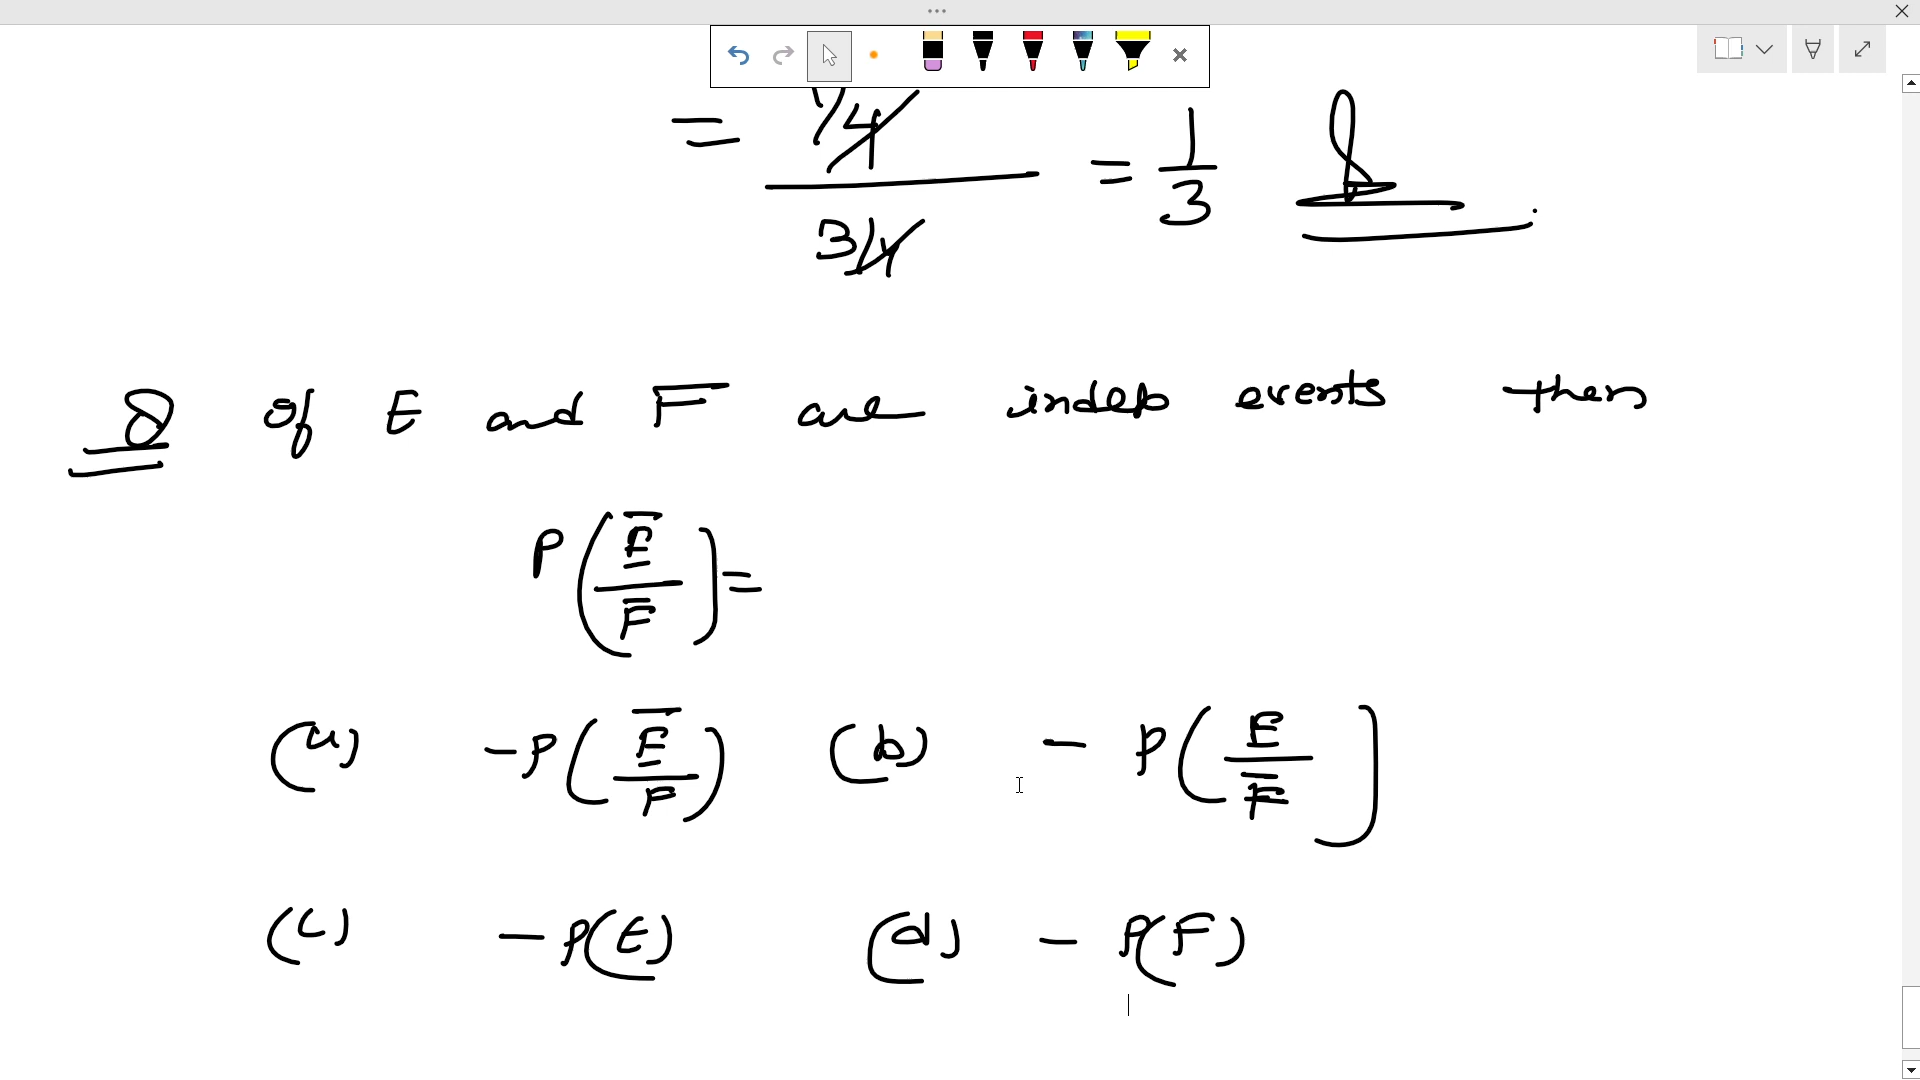 = 1/4 / 3/4 = 1/3
Q If E and F are indep events then
P(E̅/F̅) =
(a) -P(E̅/F) (b) - P(E/F̅)
(c) - P(E) (d) - P(F)